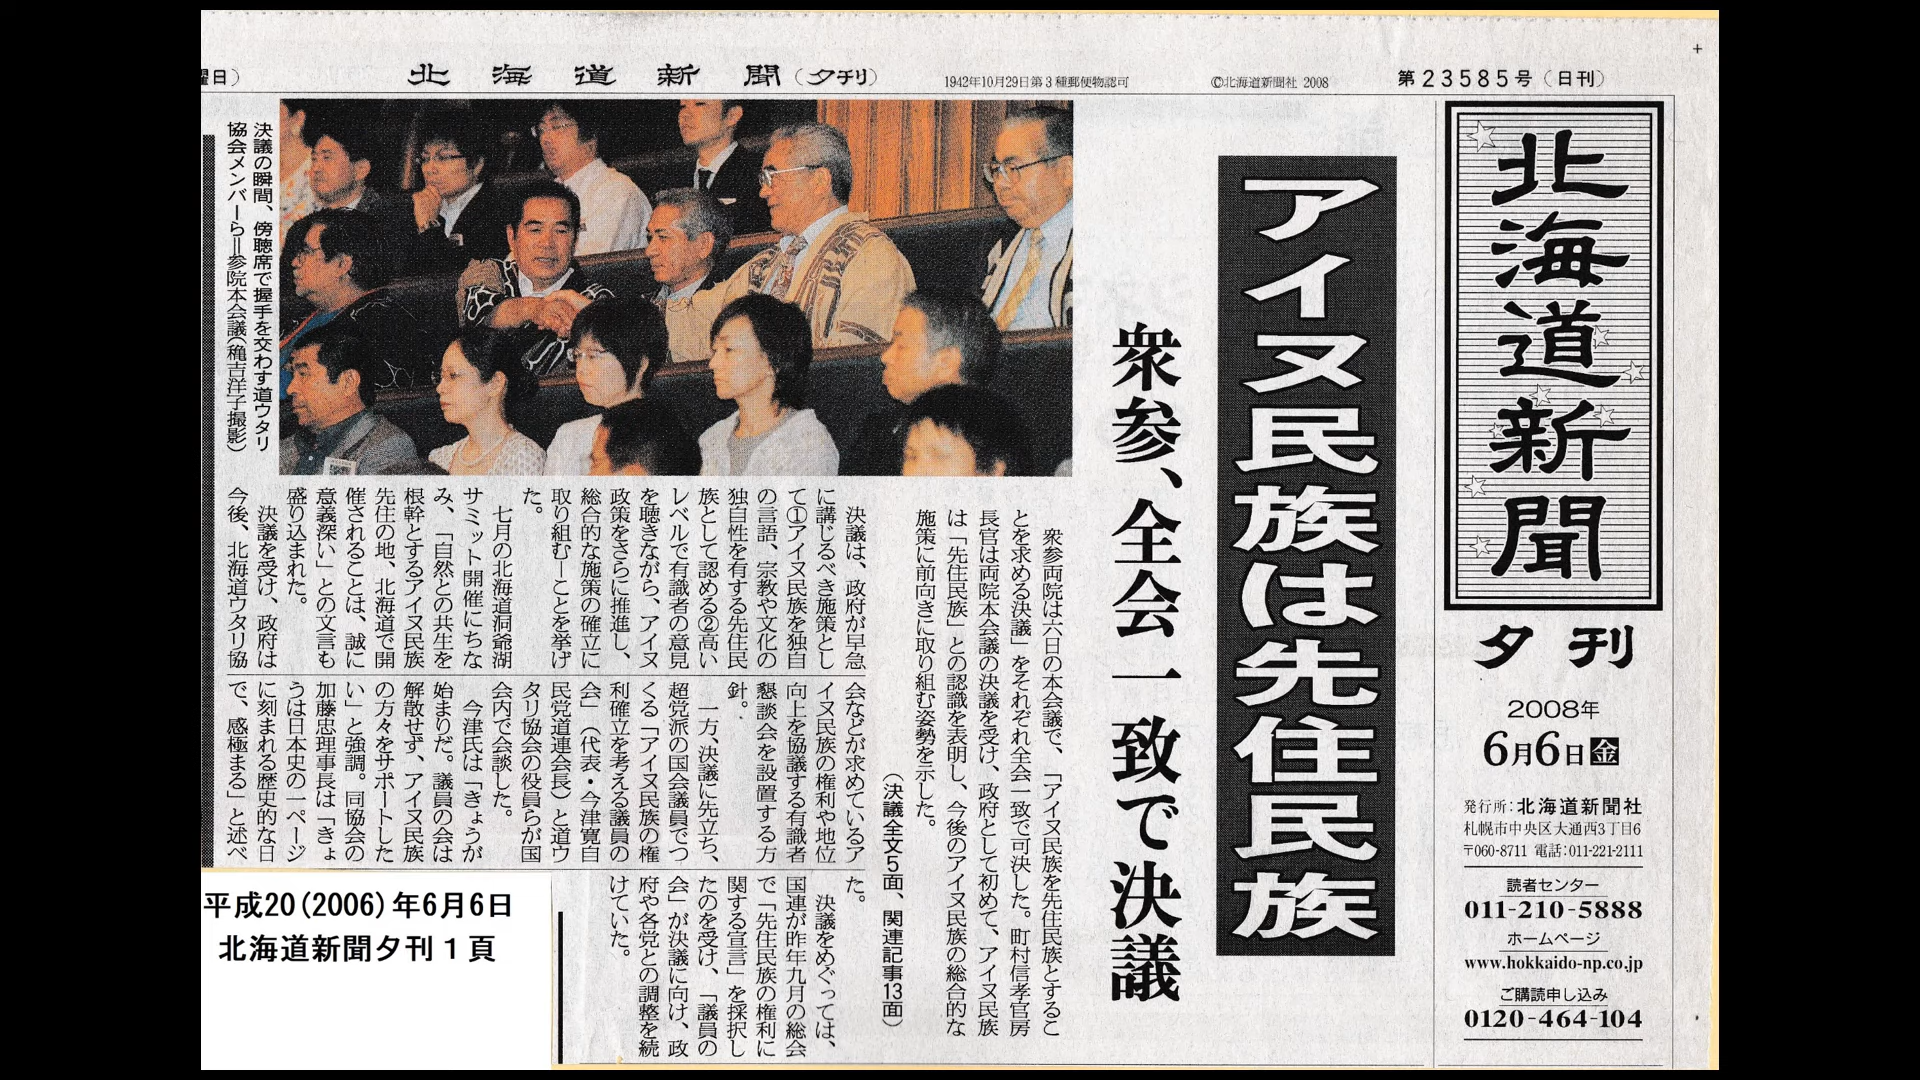 曜日）
北海道新聞（夕刊）
1942年10月29日第3種郵便物認可
©北海道新聞社 2008
第23585号（日刊）
北海道新聞
夕刊
2008年
6月6日 金
発行所：北海道新聞社
札幌市中央区大通西3丁目6
〒060-8711 電話：011-221-2111
読者センター
011-210-5888
ホームページ
www.hokkaido-np.co.jp
ご購読申し込み
0120-464-104
アイヌ民族は先住民族
衆参、全会一致で決議
決議の瞬間、傍聴席で握手を交わす道ウタリ
協会メンバーら＝参院本会議（穐吉洋子撮影）
衆参両院は六日の本会議で、「アイヌ民族を先住民族とするこ
とを求める決議」をそれぞれ全会一致で可決した。町村信孝官房
長官は両院本会議の決議を受け、政府として初めて、アイヌ民族
は「先住民族」との認識を表明し、今後のアイヌ民族の総合的な
施策に前向きに取り組む姿勢を示した。
（決議全文5面、関連記事13面）
決議は、政府が早急
に講じるべき施策とし
て①アイヌ民族を独自
の言語、宗教や文化の
独自性を有する先住民
族として認める②高い
レベルで有識者の意見
を聴きながら、アイヌ
政策をさらに推進し、
総合的な施策の確立に
取り組む―ことを挙げ
た。
七月の北海道洞爺湖
サミット開催にちな
み、「自然との共生を
根幹とするアイヌ民族
先住の地、北海道で開
催されることは、誠に
意義深い」との文言も
盛り込まれた。
決議を受け、政府は
今後、北海道ウタリ協
会などが求めているア
イヌ民族の権利や地位
向上を協議する有識者
懇談会を設置する方
針。
一方、決議に先立ち、
超党派の国会議員でつ
くる「アイヌ民族の権
利確立を考える議員の
会」（代表・今津寛自
民党道連会長）と道ウ
タリ協会の役員らが国
会内で会談した。
今津氏は「きょうが
始まりだ。議員の会は
解散せず、アイヌ民族
の方々をサポートした
い」と強調。同協会の
加藤忠理事長は「きょ
うは日本史の一ページ
に刻まれる歴史的な日
で、感極まる」と述べ
た。
決議をめぐっては、
国連が昨年九月の総会
で「先住民族の権利に
関する宣言」を採択し
たのを受け、「議員の
会」が決議に向け、政
府や各党との調整を続
けていた。
平成20(2006)年6月6日
北海道新聞夕刊１頁